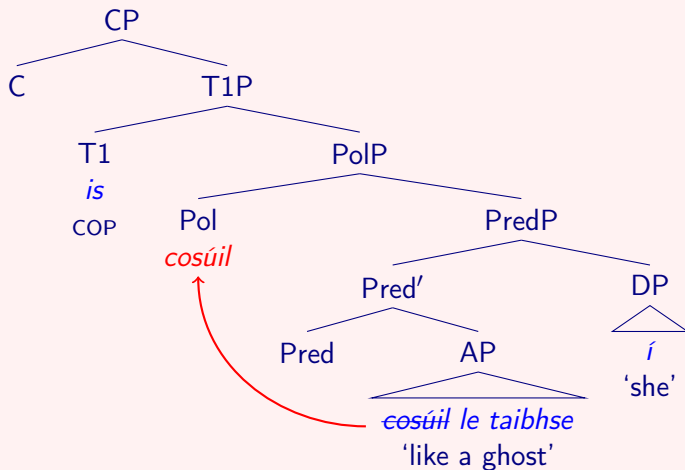 CP
C T1P
T1 PolP
is
COP Pol PredP
cosúil
Pred′ DP
Pred AP í
'she'
cosúil le taibhse
'like a ghost'